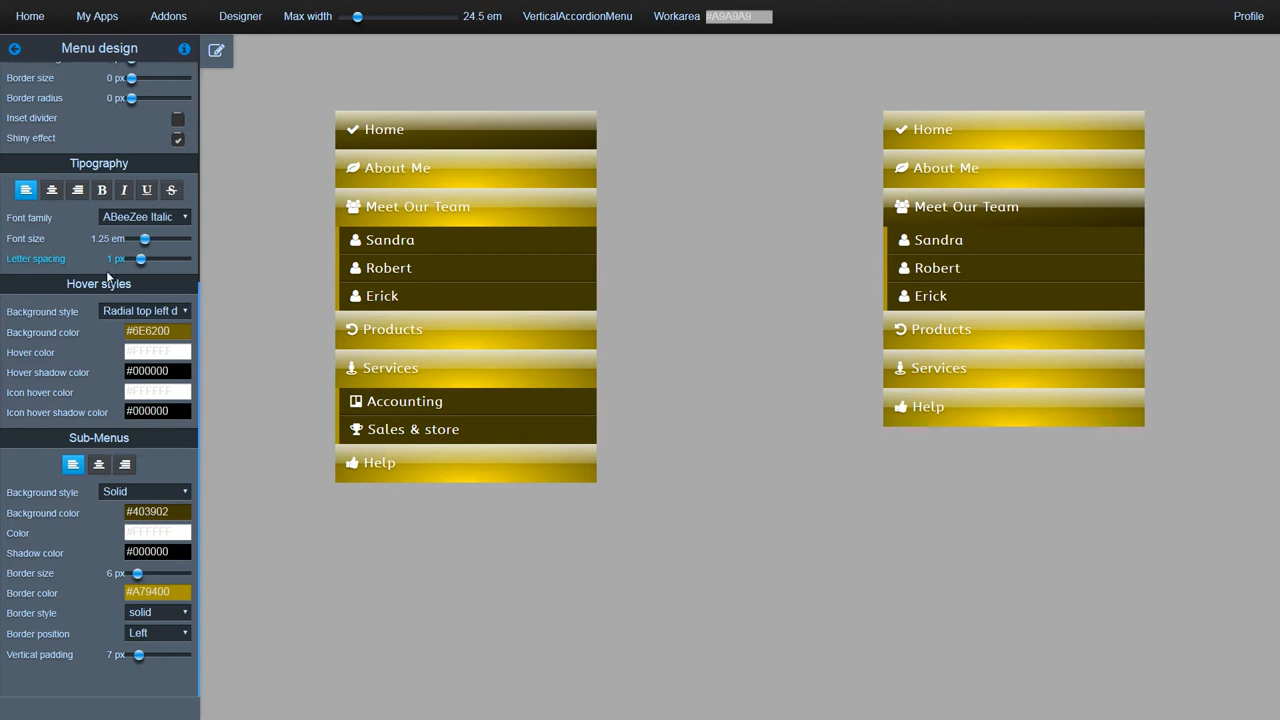 Home My Apps Addons Designer Max width 24.5 em VerticalAccordionMenu Workarea #A9A9A9 Profile
Menu design
Border size 0 px
Border radius 0 px
Inset divider
Shiny effect
Tipography
B I U S
Font family ABeeZee Italic
Font size 1.25 em
Letter spacing 1 px
Hover styles
Background style Radial top left d
Background color #6E6200
Hover color #FFFFFF
Hover shadow color #000000
Icon hover color #FFFFFF
Icon hover shadow color #000000
Sub-Menus
Background style Solid
Background color #403902
Color #FFFFFF
Shadow color #000000
Border size 6 px
Border color #A79400
Border style solid
Border position Left
Vertical padding 7 px
Home
About Me
Meet Our Team
Sandra
Robert
Erick
Products
Services
Accounting
Sales & store
Help
Home
About Me
Meet Our Team
Sandra
Robert
Erick
Products
Services
Help